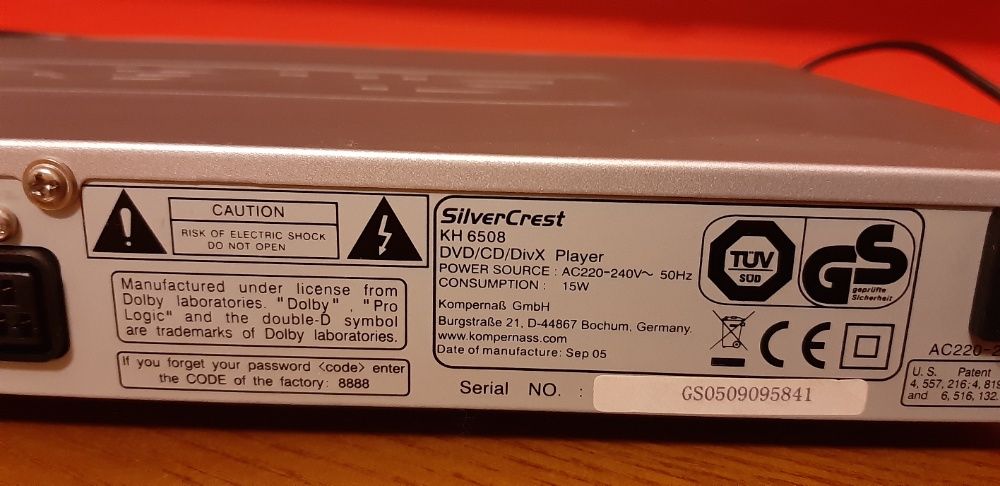 CAUTION
RISK OF ELECTRIC SHOCK
DO NOT OPEN
Manufactured under license from
Dolby laboratories. "Dolby", "Pro
Logic" and the double-D symbol
are trademarks of Dolby laboratories.
If you forget your password <code> enter
the CODE of the factory: 8888
SilverCrest
KH 6508
DVD/CD/DivX Player
POWER SOURCE : AC220-240V~ 50Hz
CONSUMPTION : 15W
Kompernaß GmbH
Burgstraße 21, D-44867 Bochum, Germany.
www.kompernass.com
Date of manufacture: Sep 05
TÜV
SÜD
GS
geprüfte
Sicherheit
CE
Serial NO. : GS0509095841
AC220-2
U.S. Patent
4, 557, 216; 4, 819
and 6, 516, 132